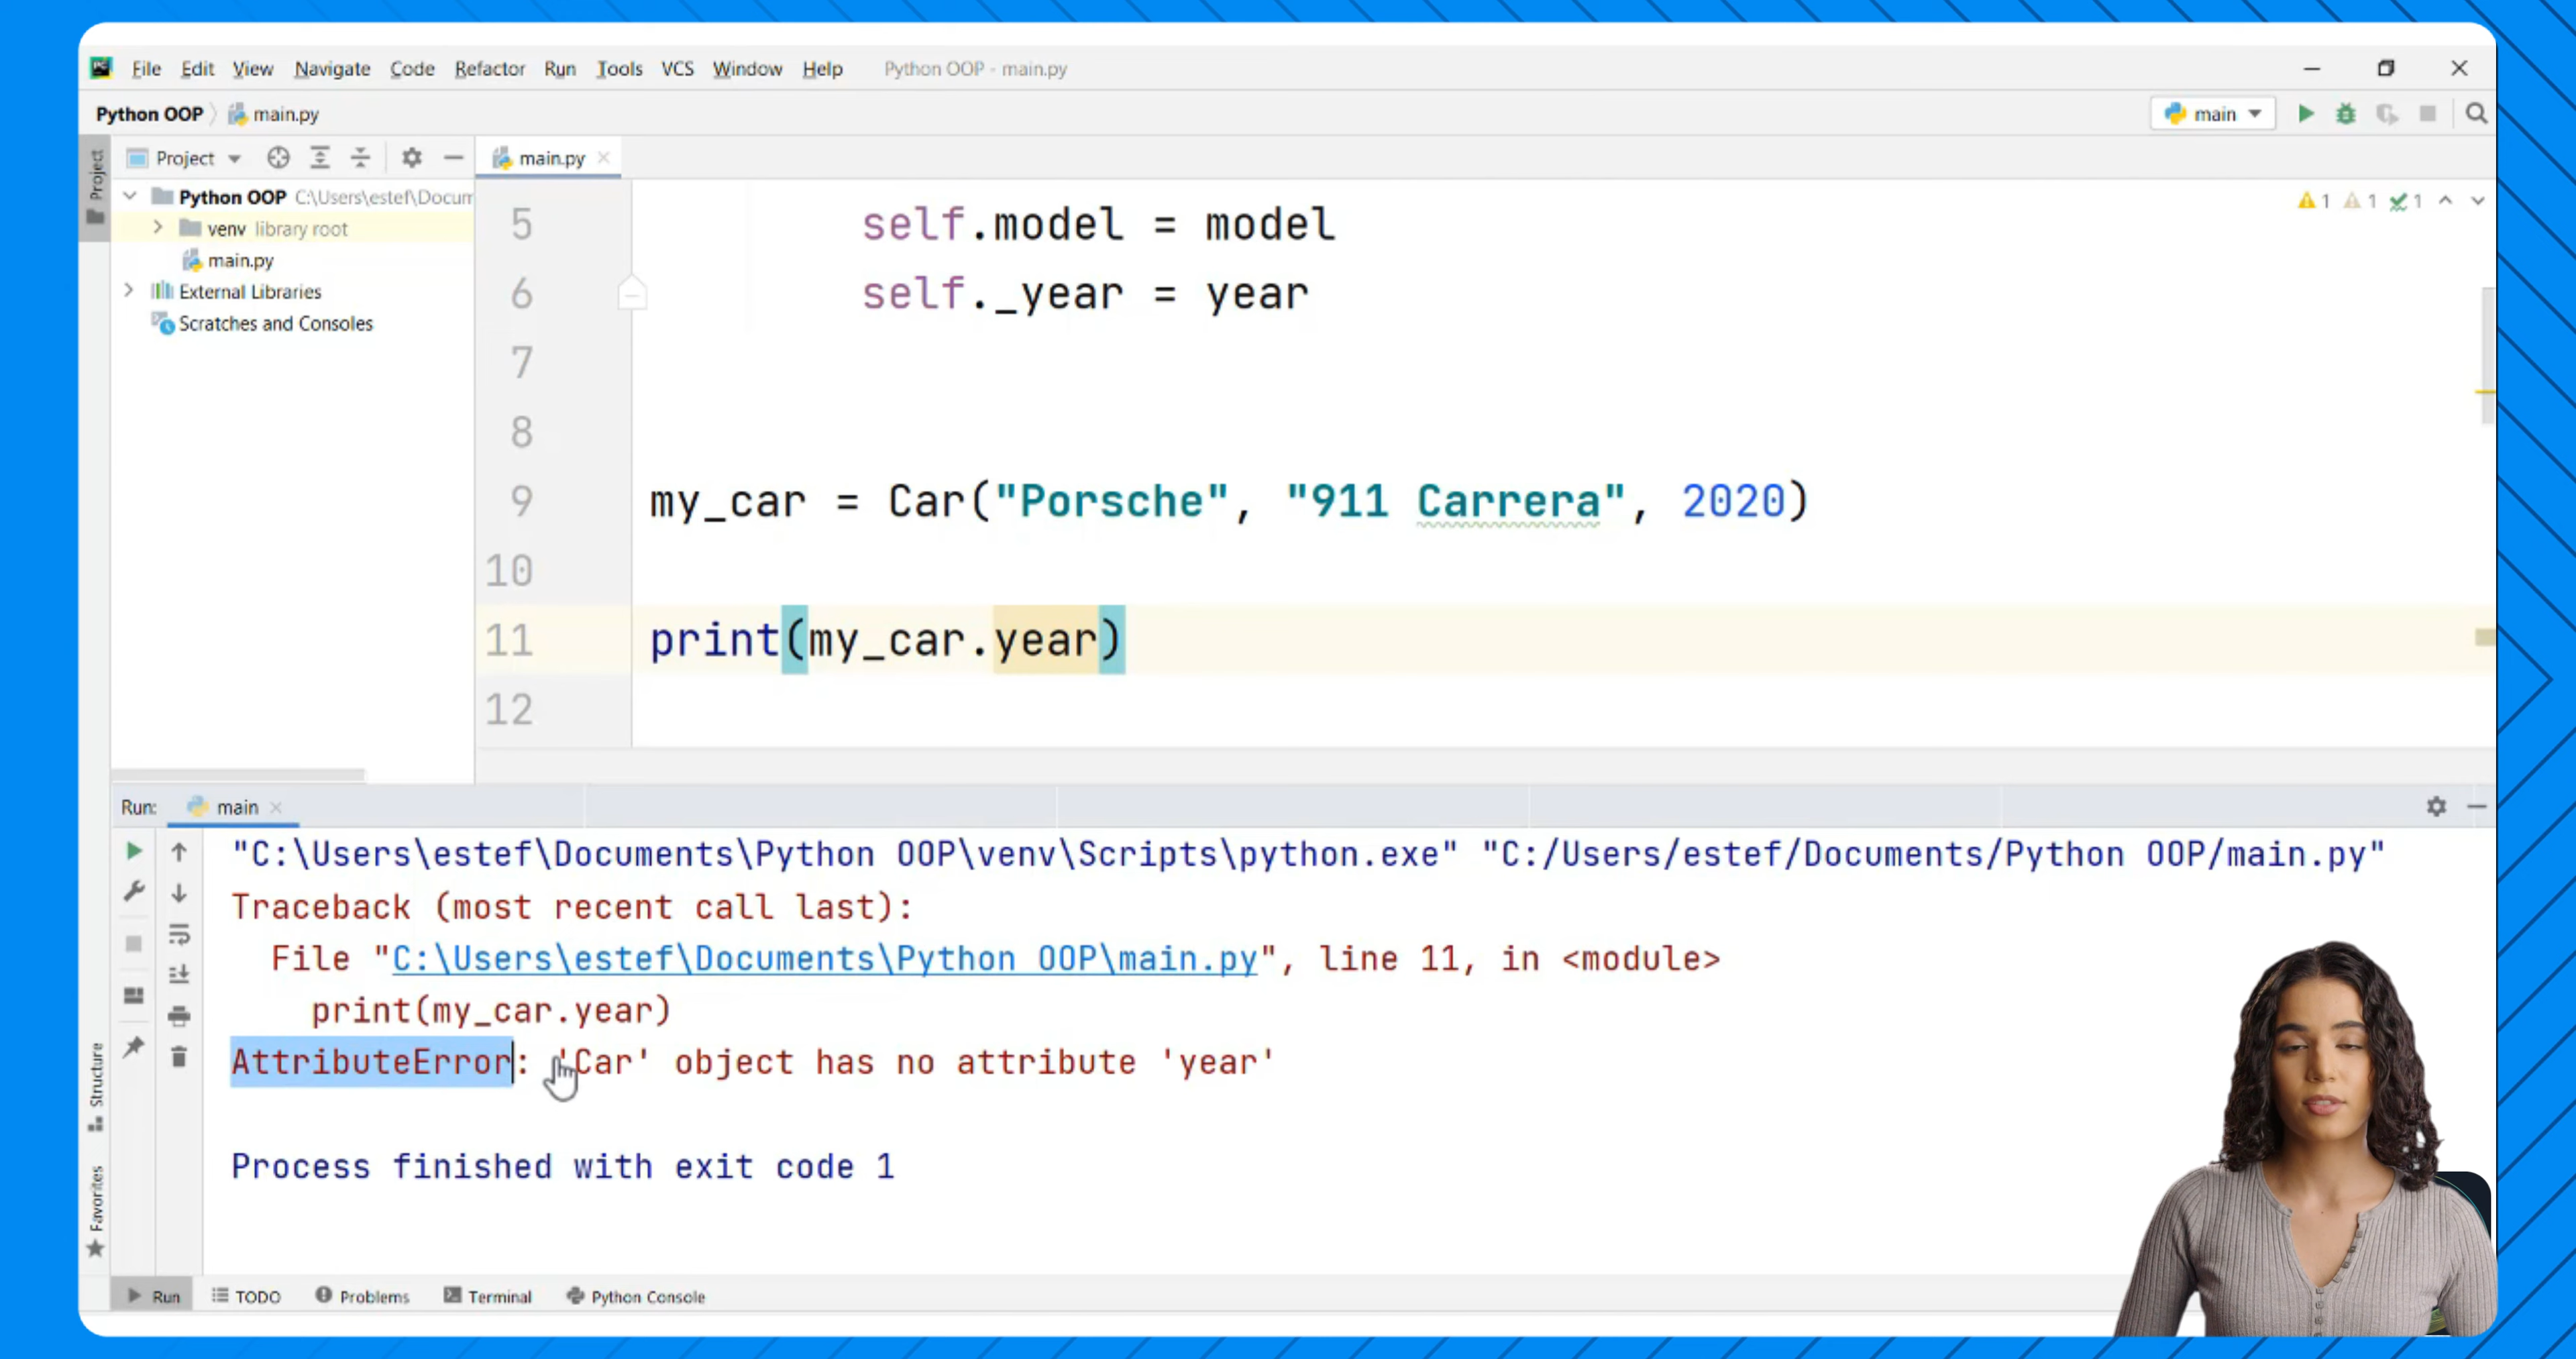 File Edit View Navigate Code Refactor Run Tools VCS Window Help Python OOP - main.py
Python OOP main.py
main
Project
Project
main.py
Python OOP C:\Users\estef\Docum
venv library root
main.py
External Libraries
Scratches and Consoles
1 1 1
5 self.model = model
6 self._year = year
7
8
9 my_car = Car("Porsche", "911 Carrera", 2020)
10
11 print(my_car.year)
12
Run: main
"C:\Users\estef\Documents\Python OOP\venv\Scripts\python.exe" "C:/Users/estef/Documents/Python OOP/main.py"
Traceback (most recent call last):
File "C:\Users\estef\Documents\Python OOP\main.py", line 11, in <module>
print(my_car.year)
AttributeError: 'Car' object has no attribute 'year'
Process finished with exit code 1
Structure
Favorites
Run TODO Problems Terminal Python Console